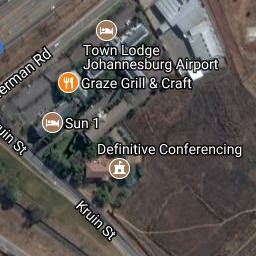 Town Lodge
Johannesburg Airport
Graze Grill & Craft
erman Rd
Sun 1
Kruin St
Definitive Conferencing
Kruin St